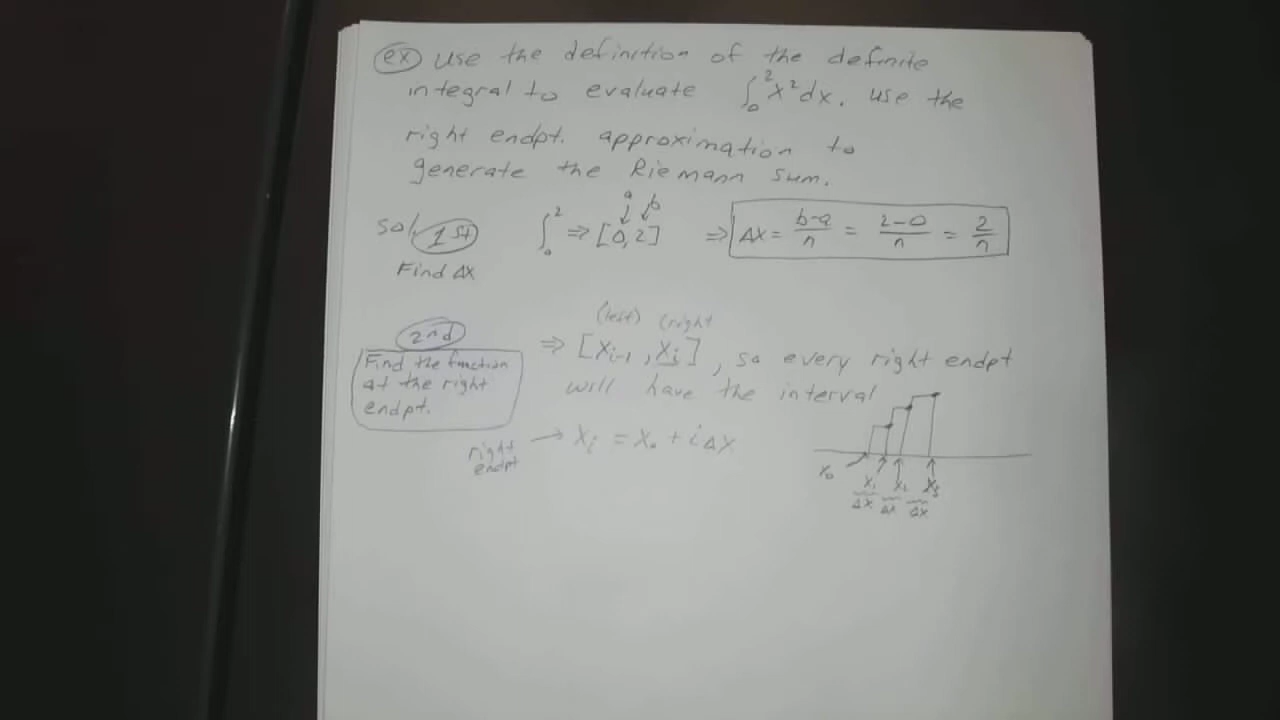 ex use the definition of the definite
integral to evaluate ∫₀² x² dx. use the
right endpt. approximation to
generate the Riemann sum.
a b
sol. 1st ∫₀² ⇒ [0,2] ⇒ Δx = b-a/n = 2-0/n = 2/n
Find Δx
(left) (right
2nd ⇒ [xᵢ₋₁, xᵢ], so every right endpt
Find the function
at the right
endpt.
will have the interval
right
endpt → xᵢ = x₀ + iΔx
x₀ x₁ x₂ x₃
Δx Δx Δx